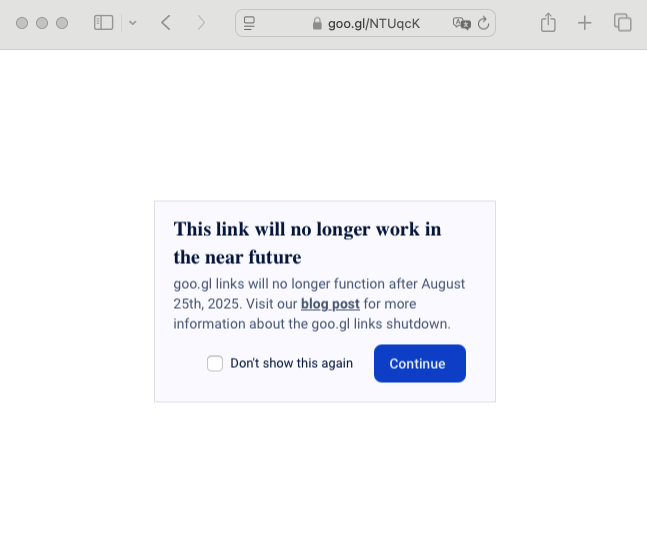 goo.gl/NTUqcK
This link will no longer work in
the near future
goo.gl links will no longer function after August
25th, 2025. Visit our blog post for more
information about the goo.gl links shutdown.
Don't show this again
Continue